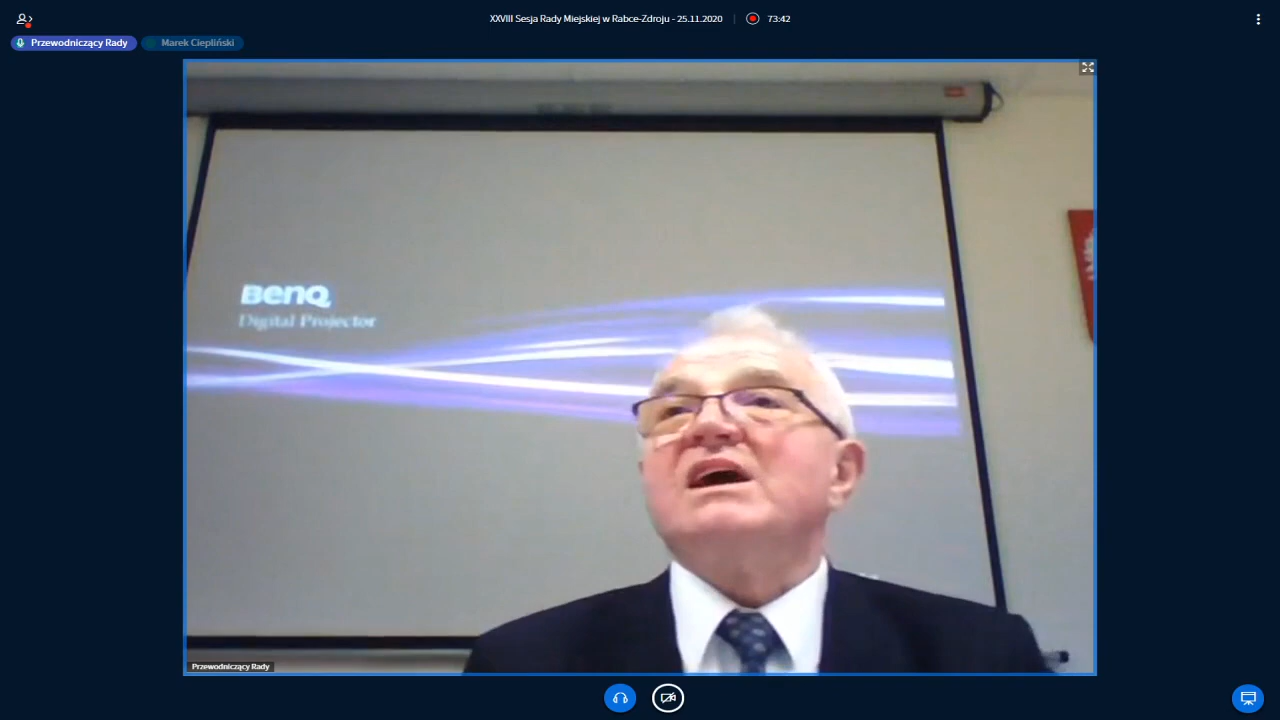 XXVIII Sesja Rady Miejskiej w Rabce-Zdroju - 25.11.2020
73:42
Przewodniczący Rady
Marek Ciepliński
BenQ
Digital Projector
Przewodniczący Rady